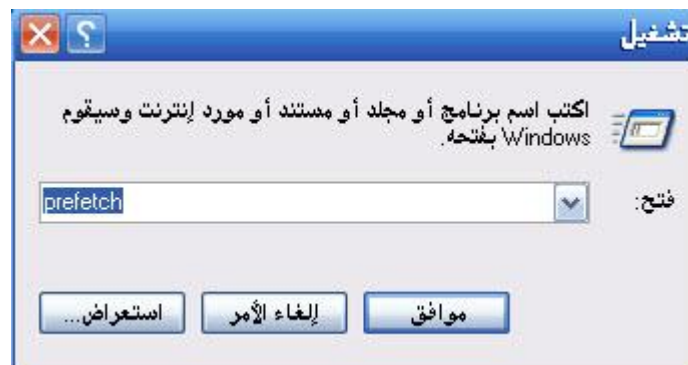 تشغيل
اكتب اسم برنامج أو مجلد أو مستند أو مورد إنترنت وسيقوم
Windows بفتحه.
فتح: prefetch
موافق إلغاء الأمر استعراض...